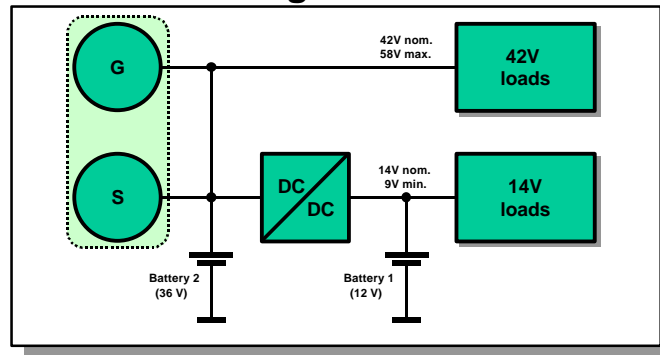 G
42V nom.
58V max.
42V
loads
S
DC
DC
14V nom.
9V min.
14V
loads
Battery 2
(36 V)
Battery 1
(12 V)